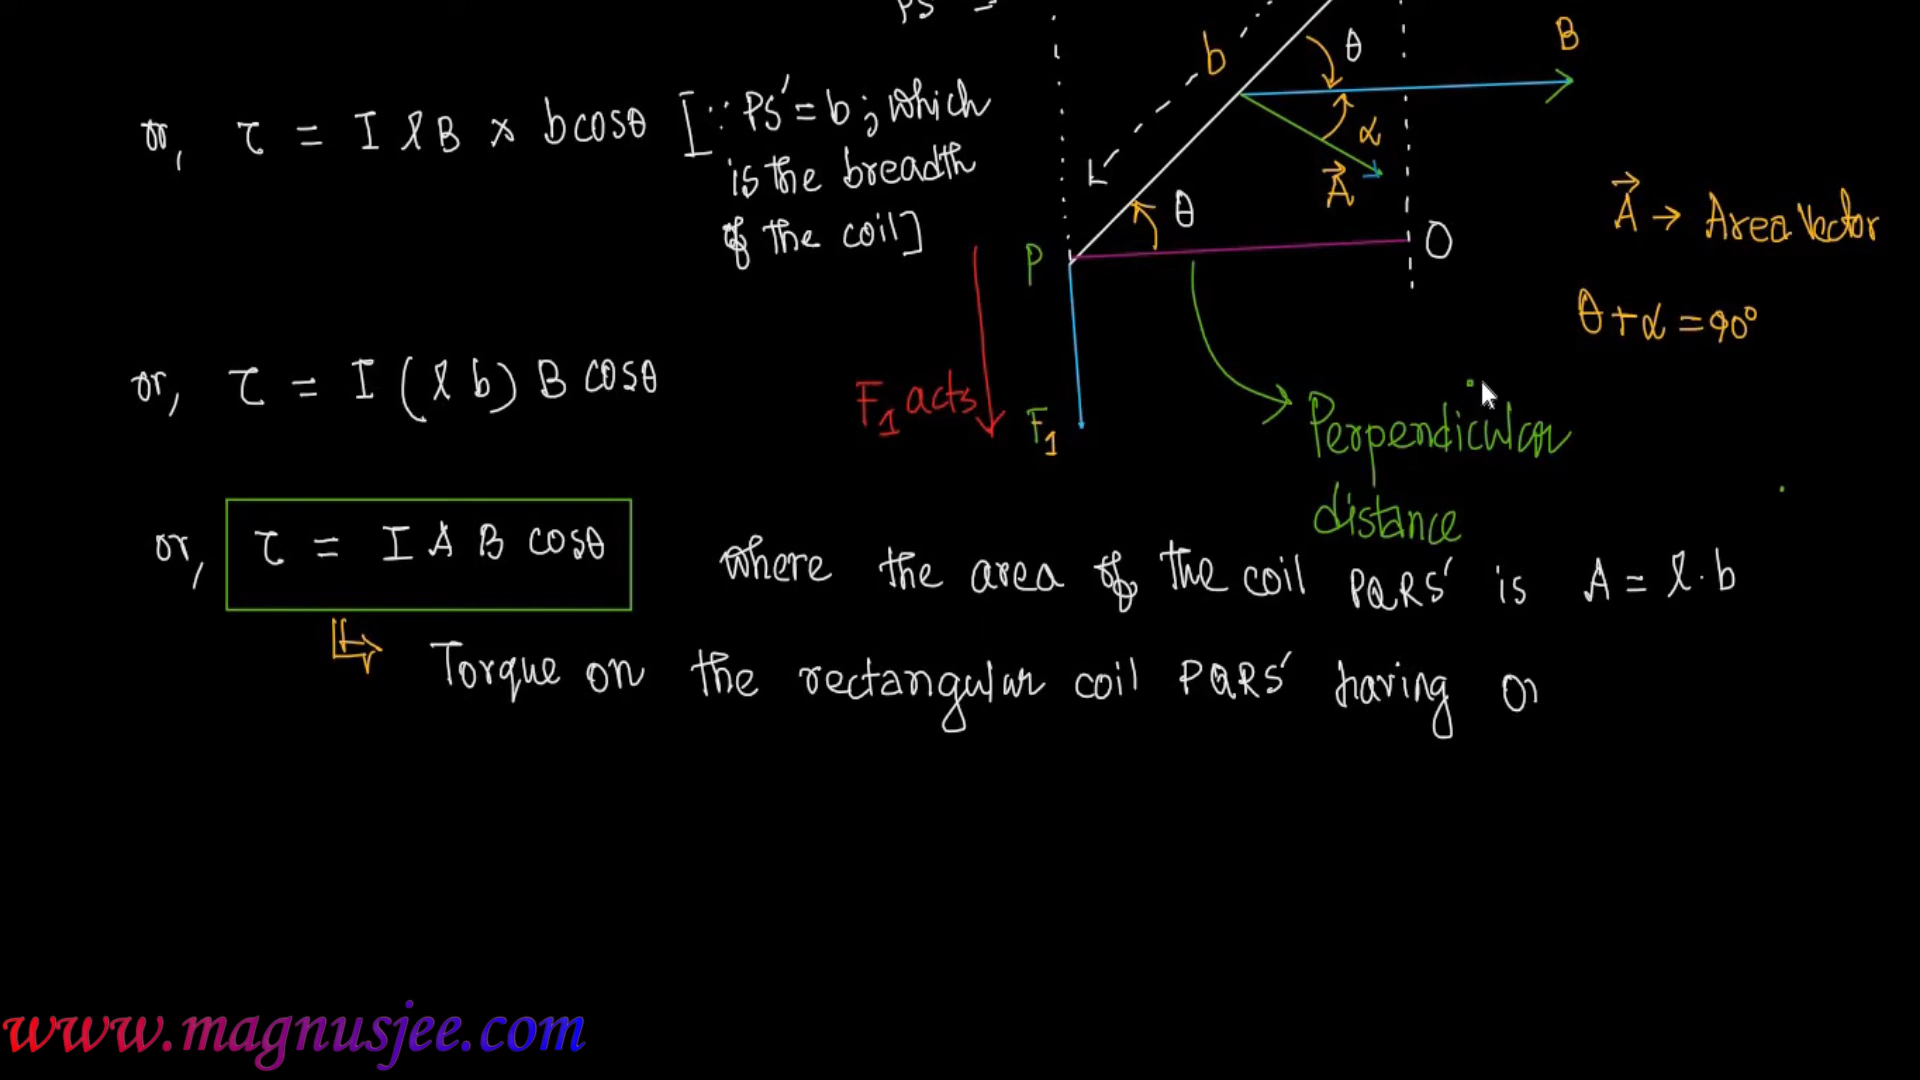 PS' =
b
θ
B
or, τ = I l B × b cosθ [∵ PS' = b ; which
is the breadth
of the coil]
α
A⃗
θ
P
O
A⃗ → Area Vector
θ + α = 90°
or, τ = I (l b) B cosθ
F₁ acts
F₁
Perpendicular
distance
or, τ = I A B cosθ where the area of the coil PQRS' is A = l . b
Torque on the rectangular coil PQRS' having
www.magnusjee.com